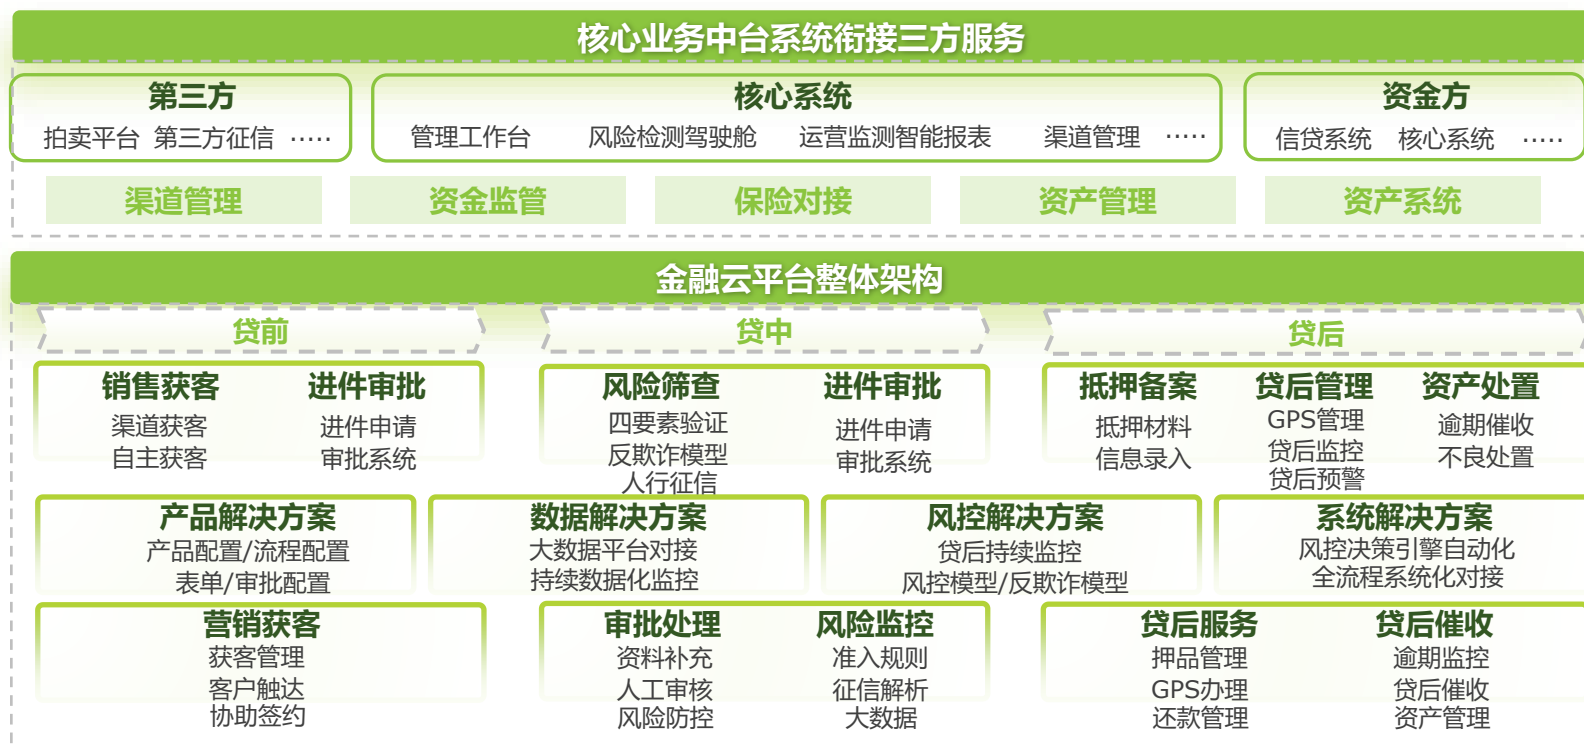 核心业务中台系统衔接三方服务
第三方
拍卖平台 第三方征信 ·····
核心系统
管理工作台 风险检测驾驶舱 运营监测智能报表 渠道管理 ·····
资金方
信贷系统 核心系统 ·····
渠道管理 资金监管 保险对接 资产管理 资产系统
金融云平台整体架构
贷前
贷中
贷后
销售获客
渠道获客
自主获客
进件审批
进件申请
审批系统
风险筛查
四要素验证
反欺诈模型
人行征信
进件审批
进件申请
审批系统
抵押备案
抵押材料
信息录入
贷后管理
GPS管理
贷后监控
贷后预警
资产处置
逾期催收
不良处置
产品解决方案
产品配置/流程配置
表单/审批配置
数据解决方案
大数据平台对接
持续数据化监控
风控解决方案
贷后持续监控
风控模型/反欺诈模型
系统解决方案
风控决策引擎自动化
全流程系统化对接
营销获客
获客管理
客户触达
协助签约
审批处理
资料补充
人工审核
风险防控
风险监控
准入规则
征信解析
大数据
贷后服务
押品管理
GPS办理
还款管理
贷后催收
逾期监控
贷后催收
资产管理